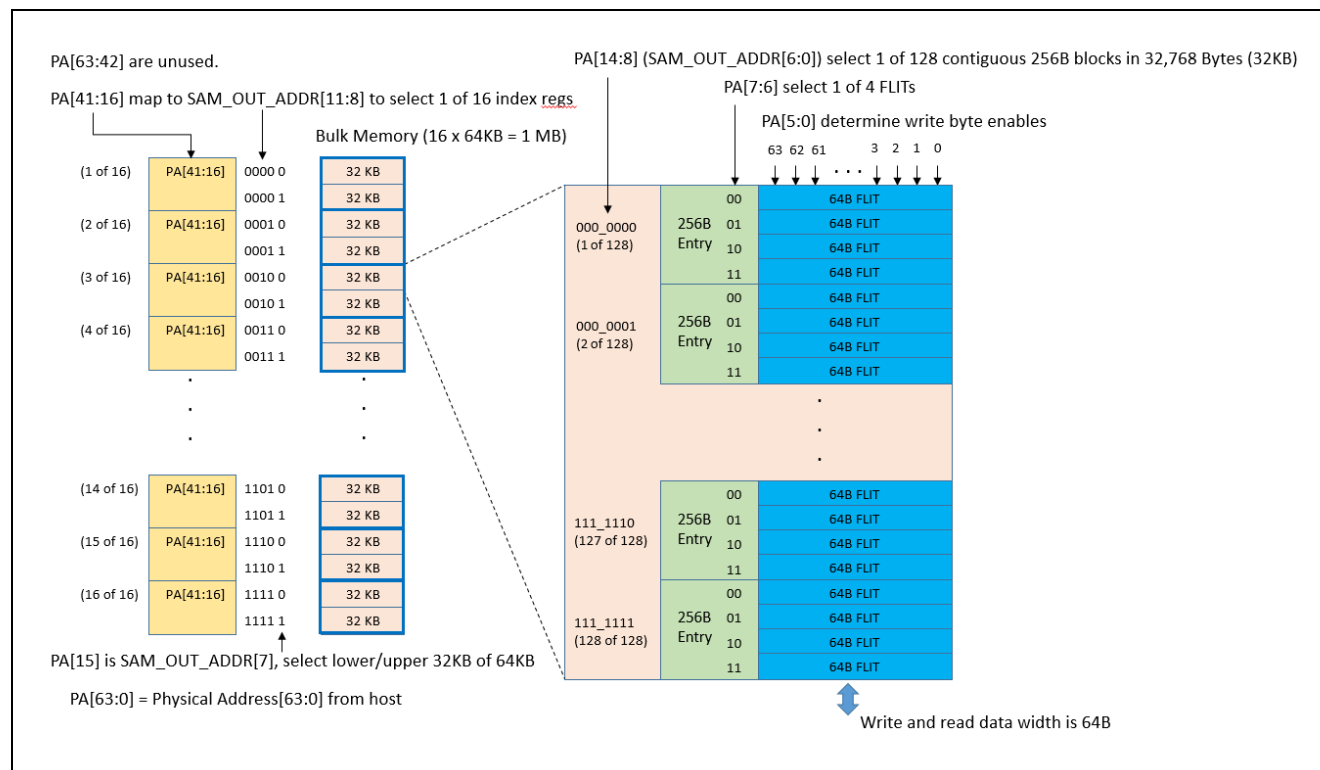 PA[63:42] are unused.
PA[41:16] map to SAM_OUT_ADDR[11:8] to select 1 of 16 index regs
Bulk Memory (16 x 64KB = 1 MB)
(1 of 16) PA[41:16] 0000 0 32 KB
0000 1 32 KB
(2 of 16) PA[41:16] 0001 0 32 KB
0001 1 32 KB
(3 of 16) PA[41:16] 0010 0 32 KB
0010 1 32 KB
(4 of 16) PA[41:16] 0011 0 32 KB
0011 1 32 KB
(14 of 16) PA[41:16] 1101 0 32 KB
1101 1 32 KB
(15 of 16) PA[41:16] 1110 0 32 KB
1110 1 32 KB
(16 of 16) PA[41:16] 1111 0 32 KB
1111 1 32 KB
PA[15] is SAM_OUT_ADDR[7], select lower/upper 32KB of 64KB
PA[63:0] = Physical Address[63:0] from host
PA[14:8] (SAM_OUT_ADDR[6:0]) select 1 of 128 contiguous 256B blocks in 32,768 Bytes (32KB)
PA[7:6] select 1 of 4 FLITs
PA[5:0] determine write byte enables
63 62 61 . . . 3 2 1 0
000_0000
(1 of 128)
256B
Entry
00 64B FLIT
01 64B FLIT
10 64B FLIT
11 64B FLIT
000_0001
(2 of 128)
256B
Entry
00 64B FLIT
01 64B FLIT
10 64B FLIT
11 64B FLIT
111_1110
(127 of 128)
256B
Entry
00 64B FLIT
01 64B FLIT
10 64B FLIT
11 64B FLIT
111_1111
(128 of 128)
256B
Entry
00 64B FLIT
01 64B FLIT
10 64B FLIT
11 64B FLIT
Write and read data width is 64B